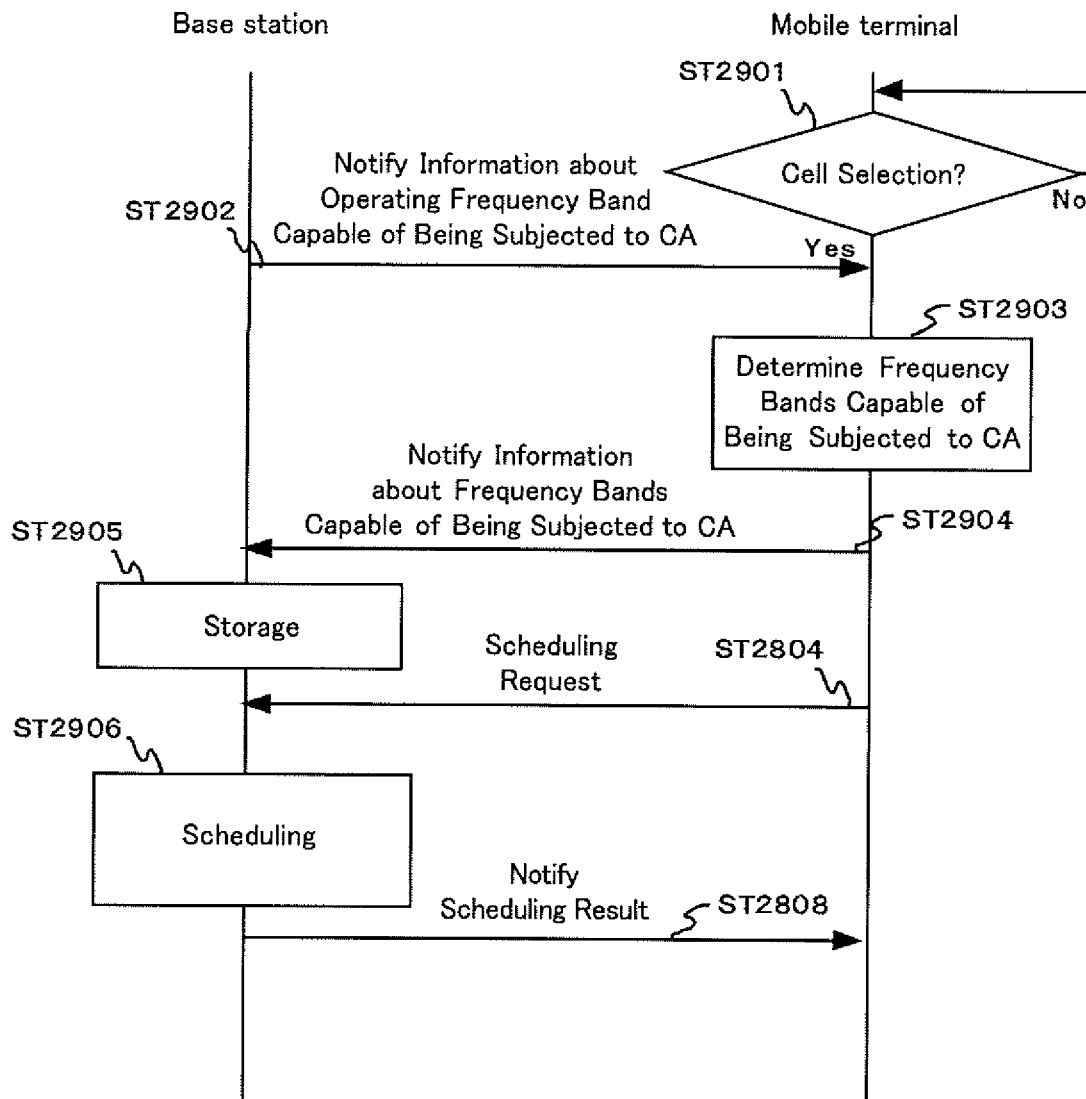 Base station
Mobile terminal
ST2901
Cell Selection?
No
Notify Information about
Operating Frequency Band
Capable of Being Subjected to CA
ST2902
Yes
ST2903
Determine Frequency
Bands Capable of
Being Subjected to CA
Notify Information
about Frequency Bands
Capable of Being Subjected to CA
ST2904
ST2905
Storage
Scheduling
Request
ST2804
ST2906
Scheduling
Notify
Scheduling Result
ST2808